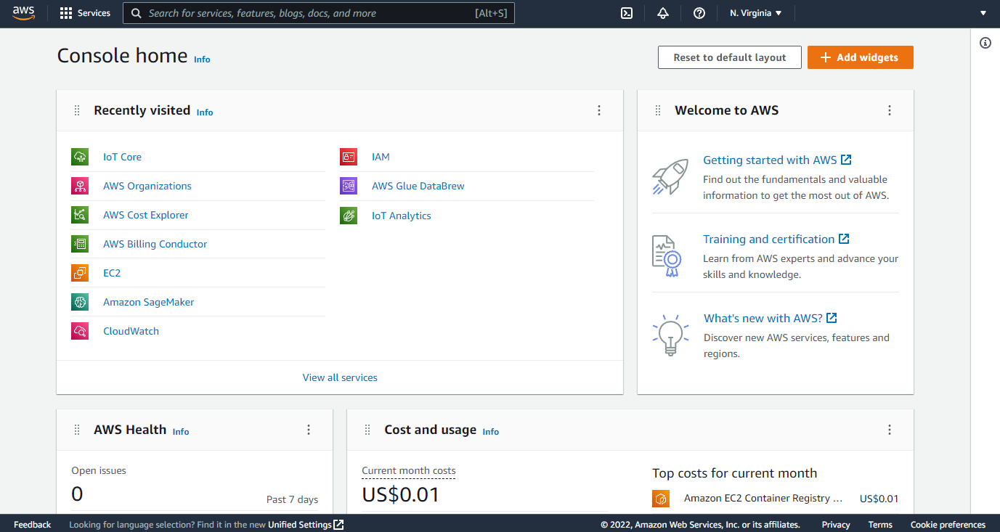 aws
Services
Search for services, features, blogs, docs, and more
[Alt+S]
N. Virginia
Console home Info
Reset to default layout
Add widgets
Recently visited Info
IoT Core
AWS Organizations
AWS Cost Explorer
AWS Billing Conductor
EC2
Amazon SageMaker
CloudWatch
IAM
AWS Glue DataBrew
IoT Analytics
View all services
Welcome to AWS
Getting started with AWS
Find out the fundamentals and valuable
information to get the most out of AWS.
Training and certification
Learn from AWS experts and advance your
skills and knowledge.
What's new with AWS?
Discover new AWS services, features and
regions.
AWS Health Info
Open issues
0
Past 7 days
Cost and usage Info
Current month costs
US$0.01
Top costs for current month
Amazon EC2 Container Registry ...
US$0.01
Feedback
Looking for language selection? Find it in the new Unified Settings
© 2022, Amazon Web Services, Inc. or its affiliates.
Privacy
Terms
Cookie preferences